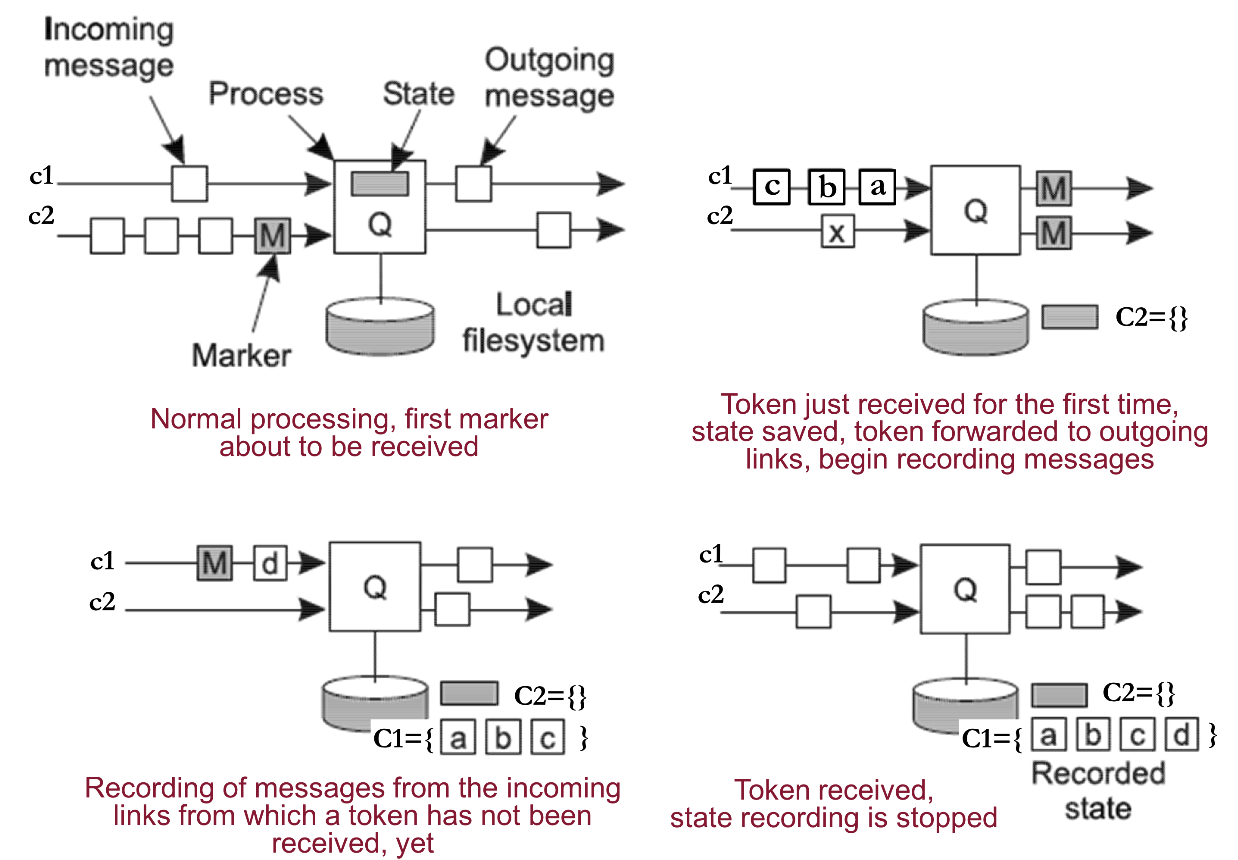 Incoming
message
Process
State
Outgoing
message
c1
c2
M
Q
Marker
Local
filesystem
Normal processing, first marker
about to be received
c1
c b a
M
c2
x
M
Q
C2={}
Token just received for the first time,
state saved, token forwarded to outgoing
links, begin recording messages
c1
M d
c2
Q
C2={}
C1={ a b c }
Recording of messages from the incoming
links from which a token has not been
received, yet
c1
c2
Q
C2={}
C1={ a b c d }
Recorded
state
Token received,
state recording is stopped